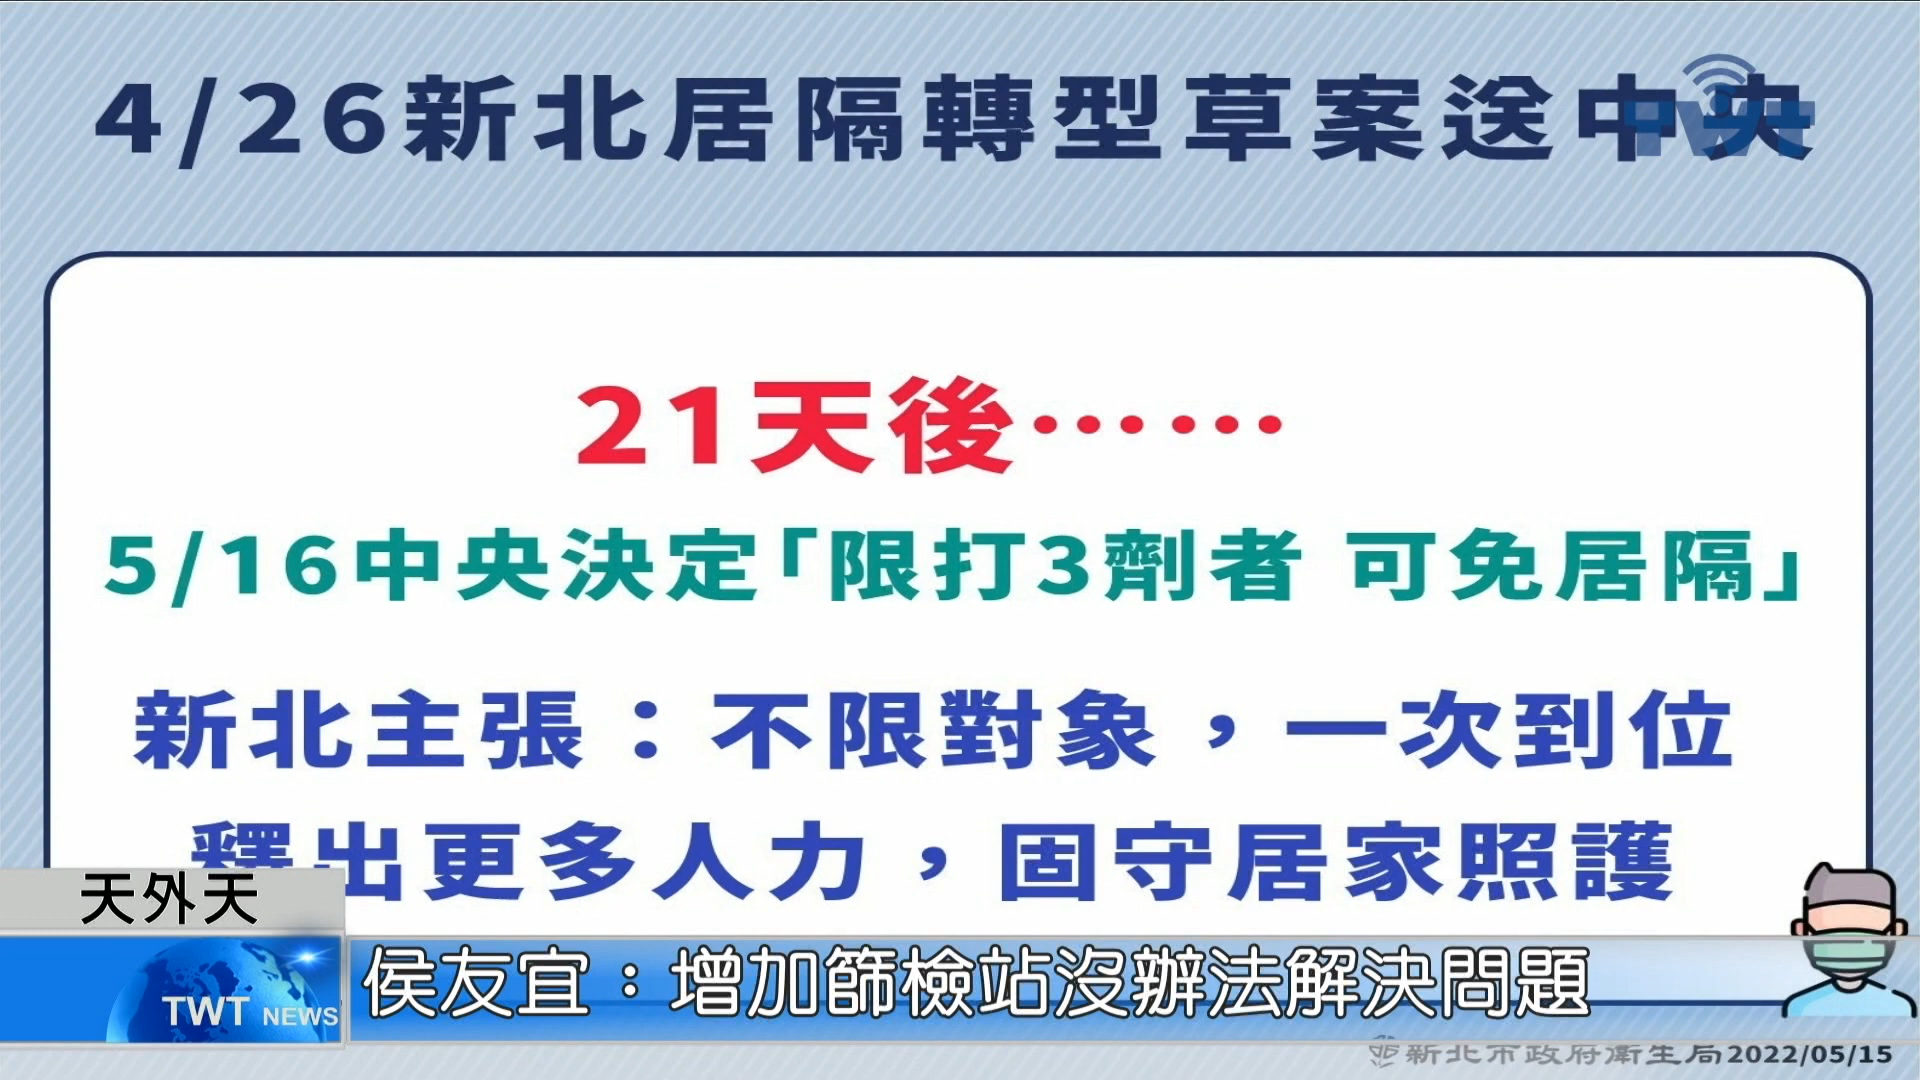 4/26新北居隔轉型草案送中央
21天後……
5/16中央決定「限打3劑者 可免居隔」
新北主張：不限對象，一次到位
釋出更多人力，固守居家照護
天外天
TWT NEWS
侯友宜：增加篩檢站沒辦法解決問題
新北市政府衛生局2022/05/15